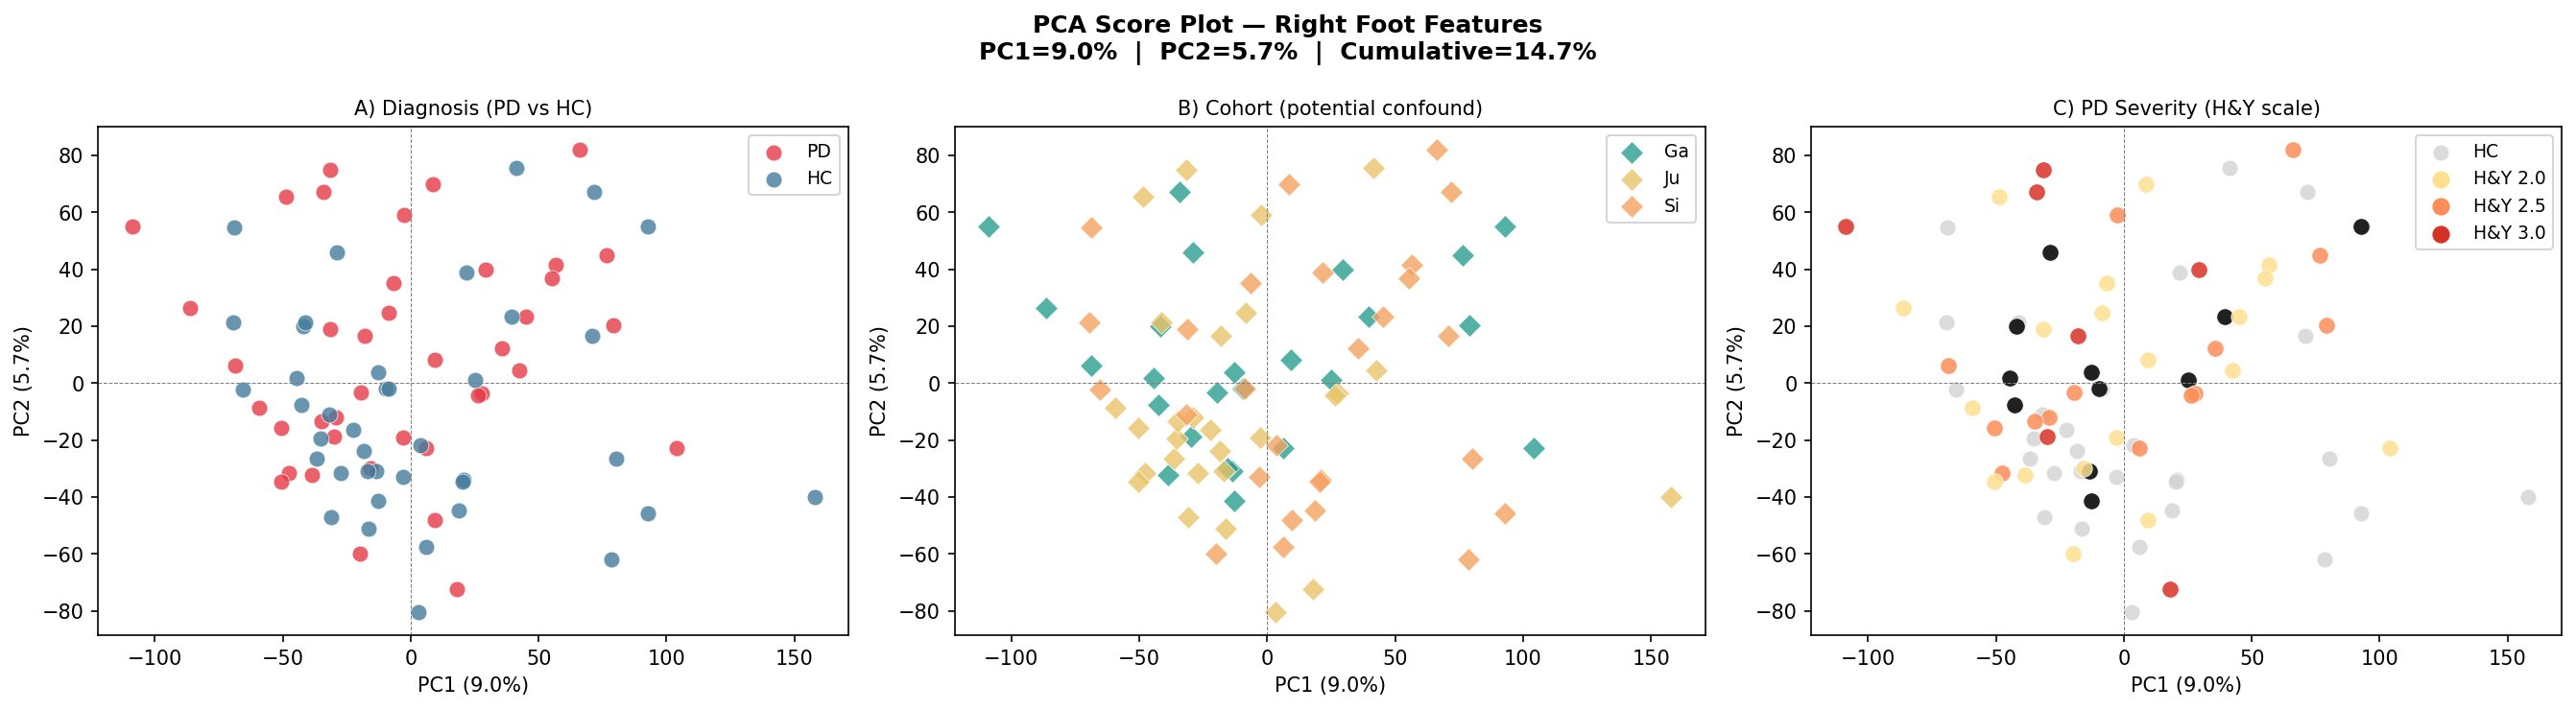 PCA Score Plot — Right Foot Features
PC1=9.0%  |  PC2=5.7%  |  Cumulative=14.7%
A) Diagnosis (PD vs HC)
PD
HC
80
60
40
20
0
−20
−40
−60
−80
PC2 (5.7%)
−100
−50
0
50
100
150
PC1 (9.0%)
B) Cohort (potential confound)
Ga
Ju
Si
80
60
40
20
0
−20
−40
−60
−80
PC2 (5.7%)
−100
−50
0
50
100
150
PC1 (9.0%)
C) PD Severity (H&Y scale)
HC
H&Y 2.0
H&Y 2.5
H&Y 3.0
80
60
40
20
0
−20
−40
−60
−80
PC2 (5.7%)
−100
−50
0
50
100
150
PC1 (9.0%)